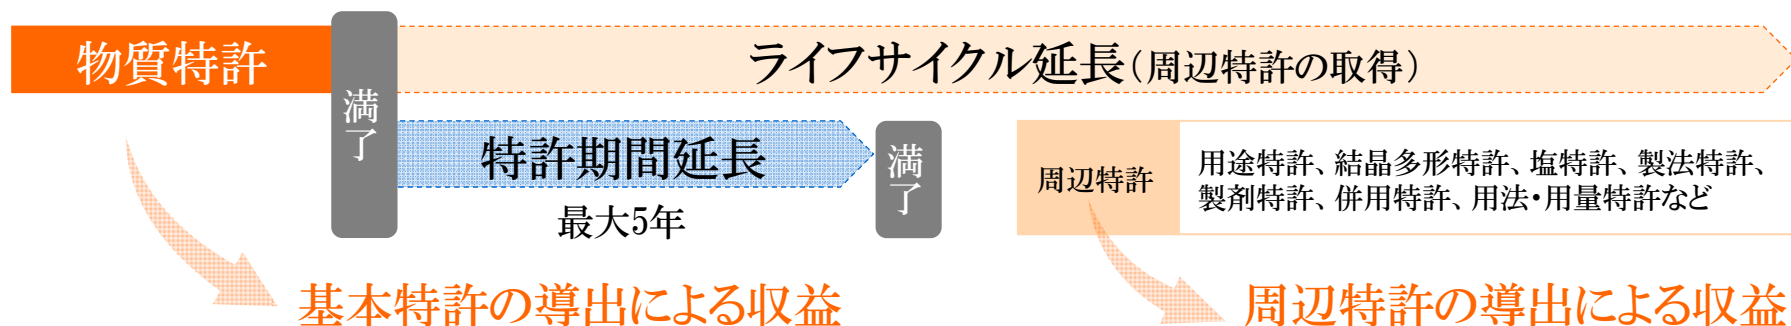 物質特許
満了
ライフサイクル延長（周辺特許の取得）
特許期間延長
最大5年
満了
周辺特許
用途特許、結晶多形特許、塩特許、製法特許、
製剤特許、併用特許、用法・用量特許など
基本特許の導出による収益
周辺特許の導出による収益